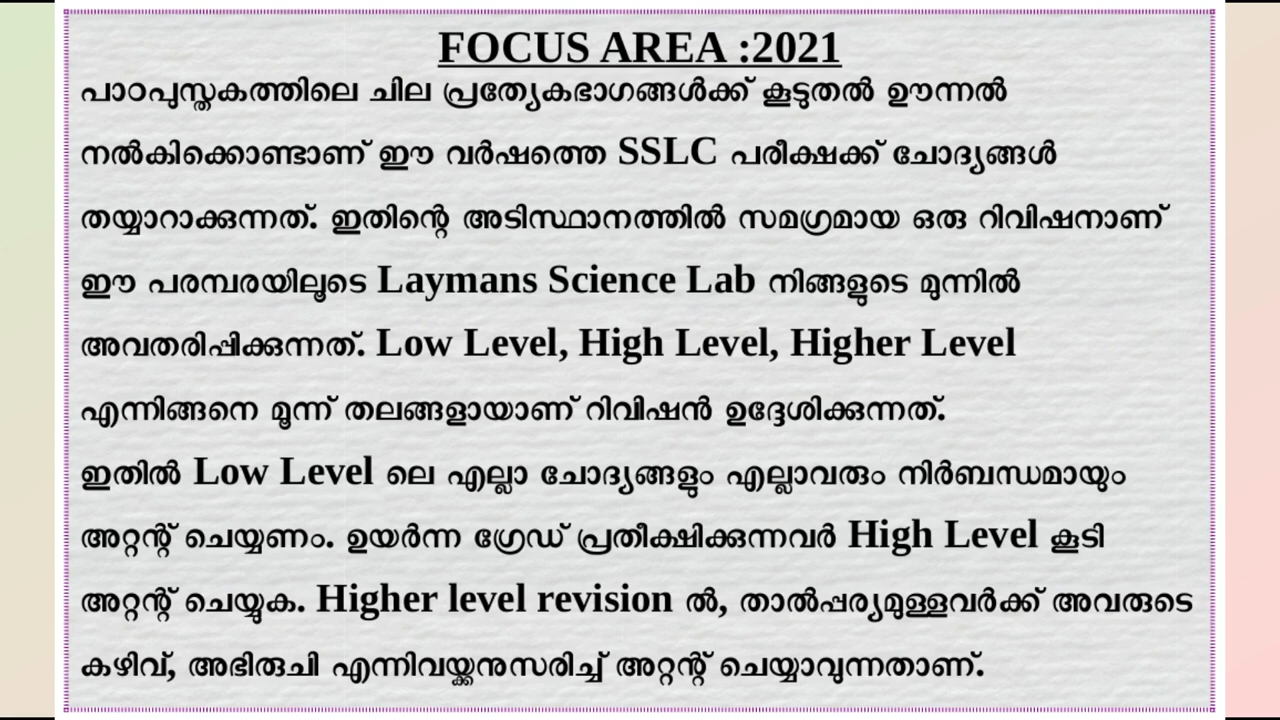 FOCUS AREA :2021
പാഠപുസ്തകത്തിലെ ചില പ്രത്യേകഭാഗങ്ങൾക്ക് കൂടുതൽ ഊന്നൽ
നൽകിക്കൊണ്ടാണ് ഈ വർഷത്തെ SSLC പരീക്ഷക്ക് ചോദ്യങ്ങൾ
തയ്യാറാക്കുന്നത്. ഇതിന്റെ അടിസ്ഥാനത്തിൽ സമഗ്രമായ ഒരു റിവിഷനാണ്
ഈ പരമ്പരയിലൂടെ Laymans Science Lab നിങ്ങളുടെ മുന്നിൽ
അവതരിപ്പിക്കുന്നത്. Low Level, High Level, Higher Level
എന്നിങ്ങനെ മൂന്ന് തലങ്ങളായാണ് റിവിഷൻ ഉദ്ദേശിക്കുന്നത്.
ഇതിൽ Low Level ലെ എല്ലാ ചോദ്യങ്ങളും എല്ലാവരും നിർബന്ധമായും
അറ്റന്റ് ചെയ്യണം. ഉയർന്ന ഗ്രേഡ് പ്രതീക്ഷിക്കുന്നവർ High Level കൂടി
അറ്റന്റ് ചെയ്യുക. Higher level revision ൽ, താൽപ്പര്യമുള്ളവർക്ക് അവരുടെ
കഴിവ്, അഭിരുചി എന്നിവയ്ക്കനുസരിച്ച് അറ്റന്റ് ചെയ്യാവുന്നതാണ്.